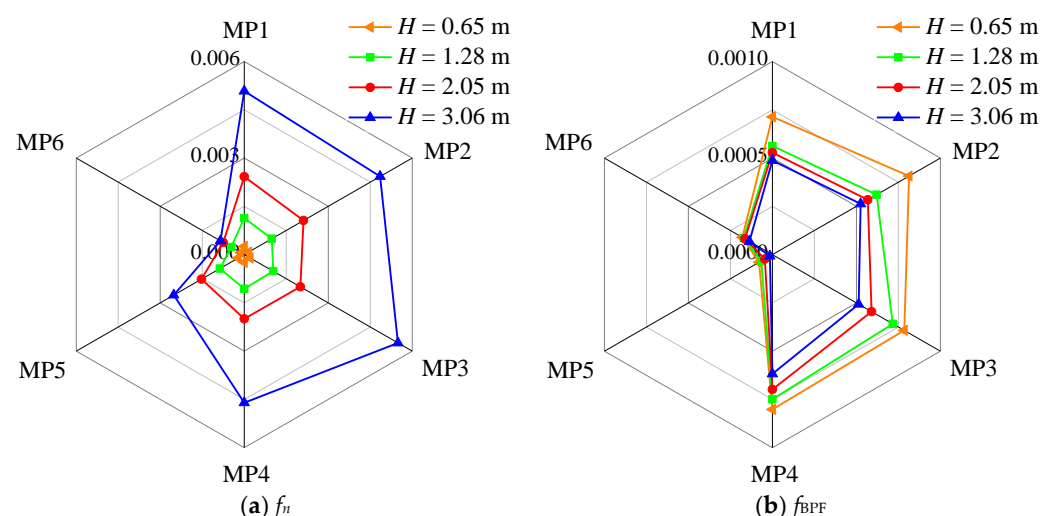 MP1
0.006
0.003
0.000
MP2
MP3
MP4
MP5
MP6
H = 0.65 m
H = 1.28 m
H = 2.05 m
H = 3.06 m
(a) fn
MP1
0.0010
0.0005
0.0000
MP2
MP3
MP4
MP5
MP6
H = 0.65 m
H = 1.28 m
H = 2.05 m
H = 3.06 m
(b) fBPF